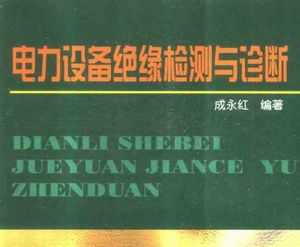 电力设备绝缘检测与诊断
成永红 编著
DIANLI SHEBEI
JUEYUAN JIANCE YU
ZHENDUAN